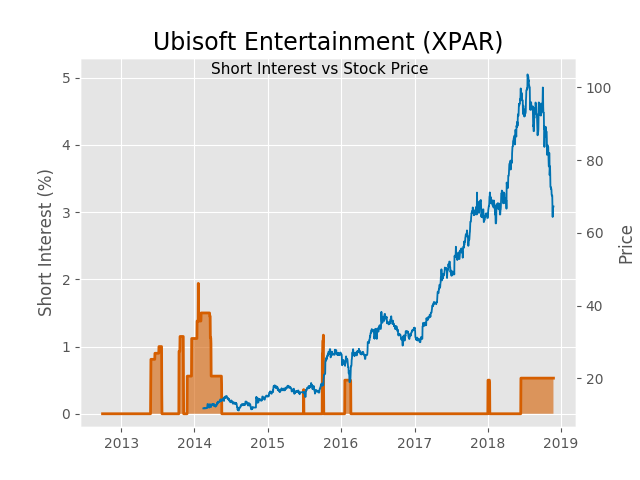 Ubisoft Entertainment (XPAR)
Short Interest vs Stock Price
Short Interest (%)
5
4
3
2
1
0
100
80
60
40
20
Price
2013 2014 2015 2016 2017 2018 2019